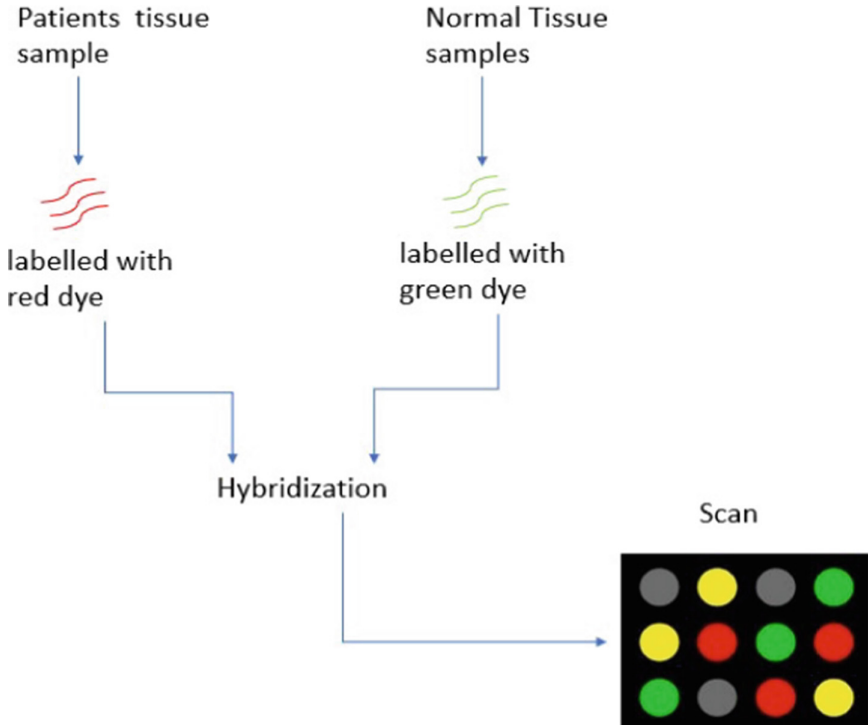 Patients  tissue
sample
Normal Tissue
samples
labelled with
red dye
labelled with
green dye
Hybridization
Scan